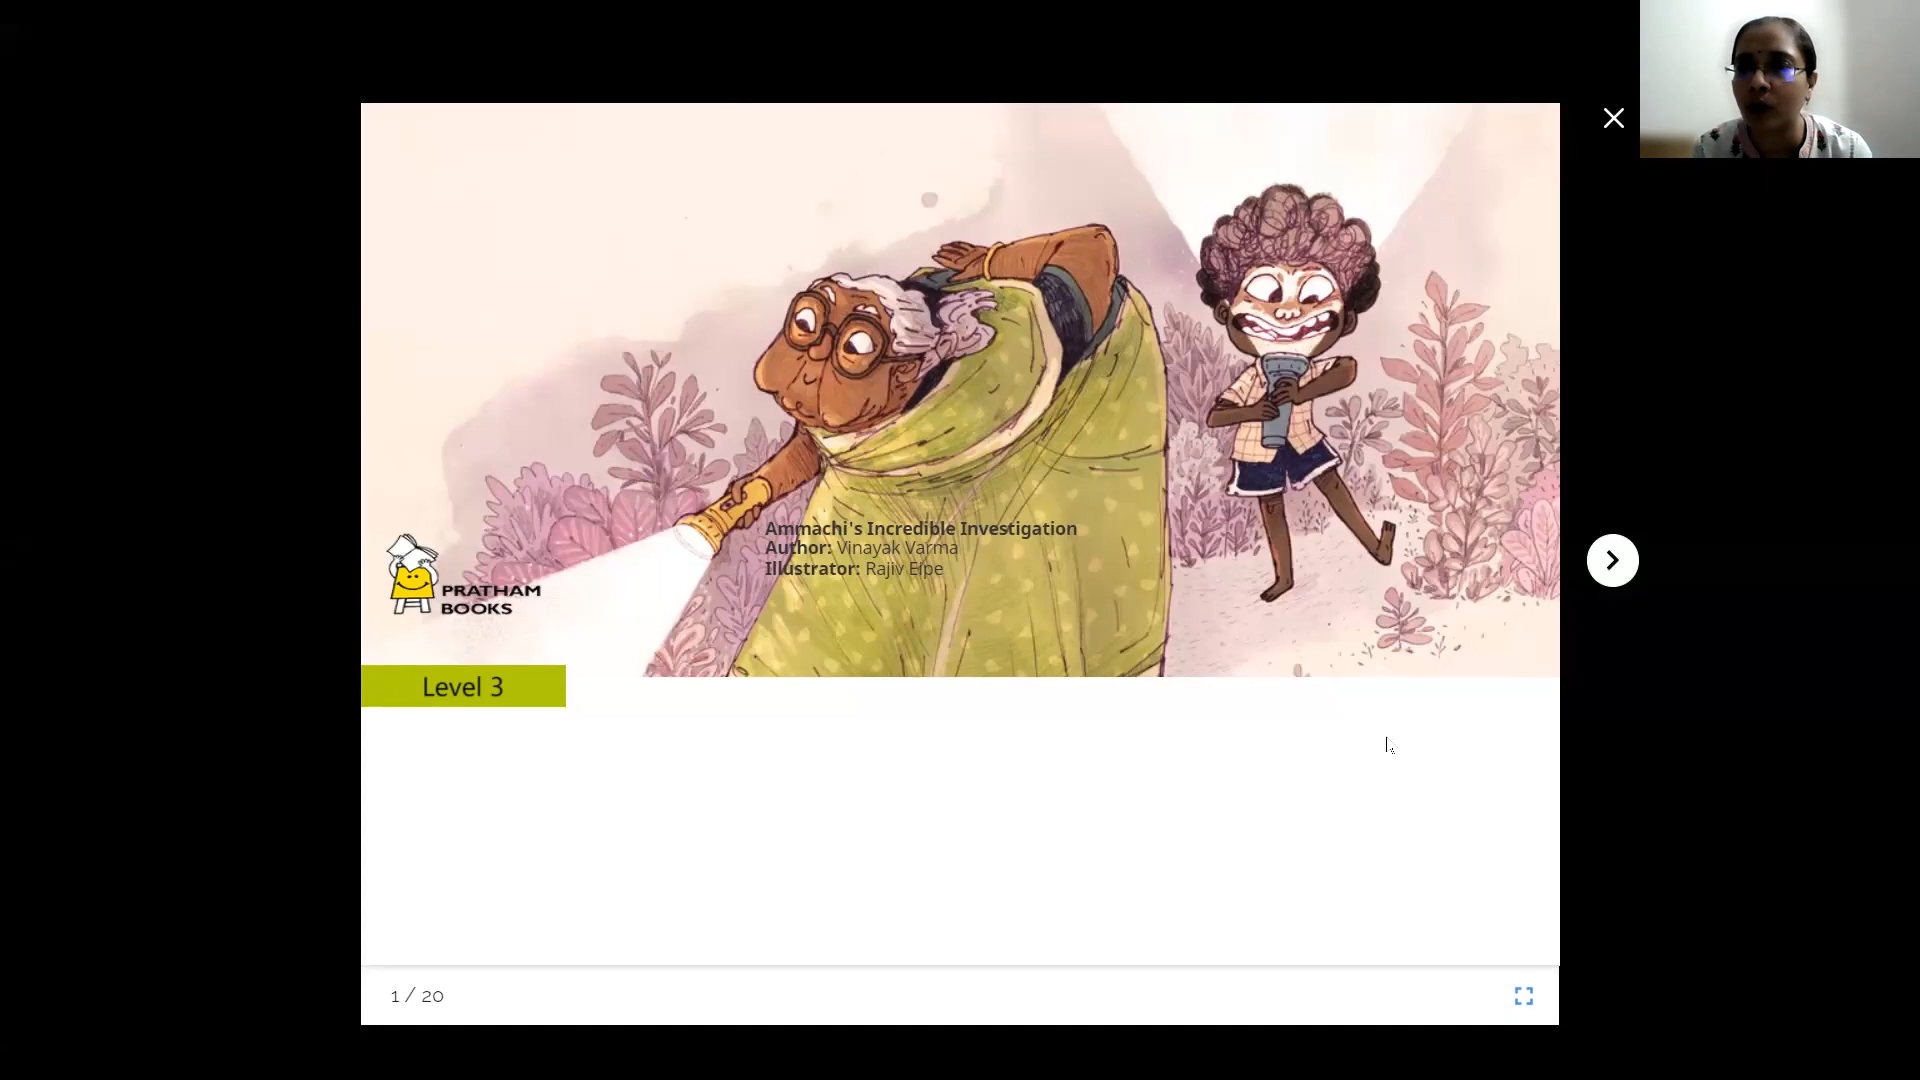 Ammachi's Incredible Investigation
Author: Vinayak Varma
Illustrator: Rajiv Eipe
PRATHAM
BOOKS
Level 3
1 / 20